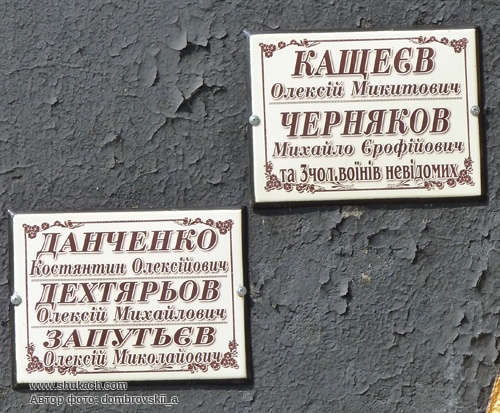 КАЩЕЄВ
Олексій Микитович
ЧЕРНЯКОВ
Михайло Єрофійович
та 3чол.воїнів невідомих
ДАНЧЕНКО
Костянтин Олексійович
ДЕХТЯРЬОВ
Олексій Михайлович
ЗАПУТЬЄВ
Олексій Миколайович
www.shukach.com
Автор фото: dombrovskii_a